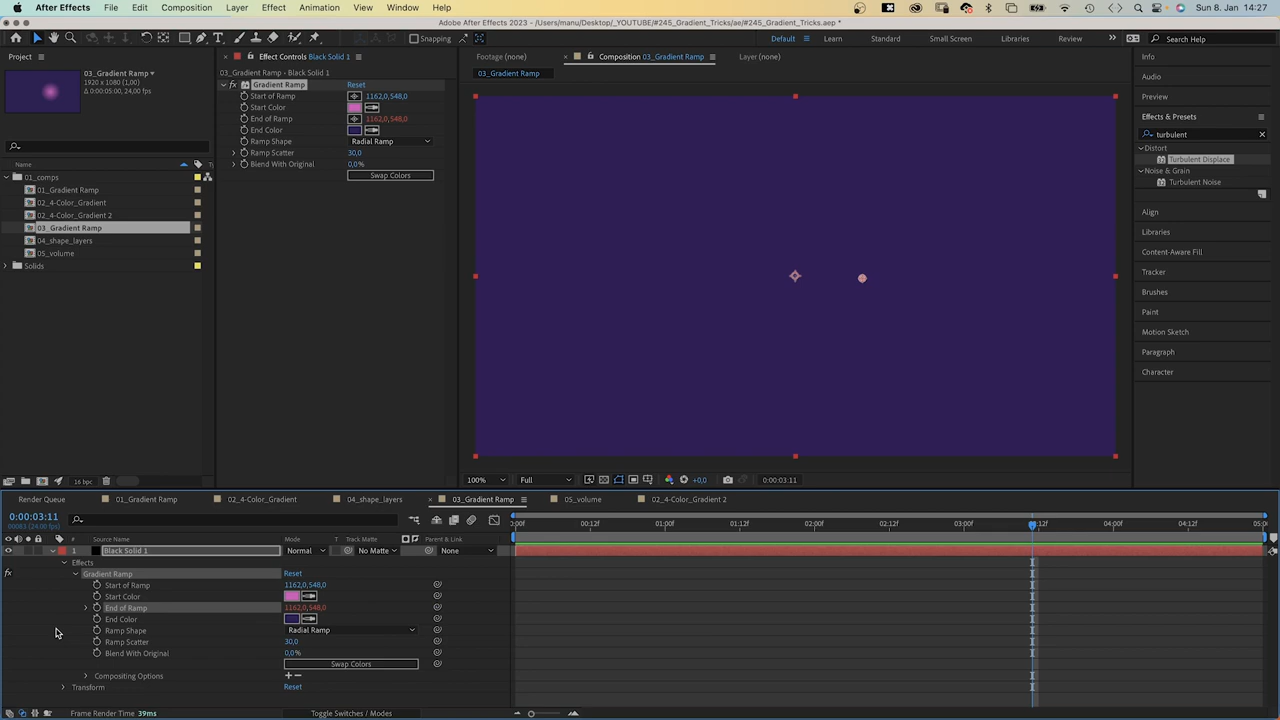 After Effects File Edit Composition Layer Effect Animation View Window Help Sun 8. Jan 14:27
Adobe After Effects 2023 - /Users/manu/Desktop/_YOUTUBE/#245_Gradient_Tricks/ae/#245_Gradient_Tricks.aep *
Snapping Default Learn Standard Small Screen Libraries Review Search Help
Project
03_Gradient Ramp
1920 x 1080 (1,00)
Δ 0:00:05:00, 24,00 fps
Name
01_comps
01_Gradient Ramp
02_4-Color_Gradient
02_4-Color_Gradient 2
03_Gradient Ramp
04_shape_layers
05_volume
Solids
16 bpc
Effect Controls Black Solid 1
03_Gradient Ramp • Black Solid 1
fx Gradient Ramp Reset
Start of Ramp 1162,0,548,0
Start Color
End of Ramp 1162,0,548,0
End Color
Ramp Shape Radial Ramp
Ramp Scatter 30,0
Blend With Original 0,0%
Swap Colors
Footage (none) Composition 03_Gradient Ramp Layer (none)
03_Gradient Ramp
100% Full +0,0 0:00:03:11
Info
Audio
Preview
Effects & Presets
turbulent
Distort
Turbulent Displace
Noise & Grain
Turbulent Noise
Align
Libraries
Content-Aware Fill
Tracker
Brushes
Paint
Motion Sketch
Paragraph
Character
Render Queue 01_Gradient Ramp 02_4-Color_Gradient 04_shape_layers 03_Gradient Ramp 05_volume 02_4-Color_Gradient 2
0:00:03:11
00083 (24.00 fps)
# Source Name Mode T Track Matte Parent & Link
:00f 00:12f 01:00f 01:12f 02:00f 02:12f 03:00f 04:00f 04:12f
1 Black Solid 1 Normal No Matte None
Effects
fx Gradient Ramp Reset
Start of Ramp 1162,0,548,0
Start Color
End of Ramp 1162,0,548,0
End Color
Ramp Shape Radial Ramp
Ramp Scatter 30,0
Blend With Original 0,0%
Swap Colors
Compositing Options + −
Transform Reset
Frame Render Time 39ms Toggle Switches / Modes